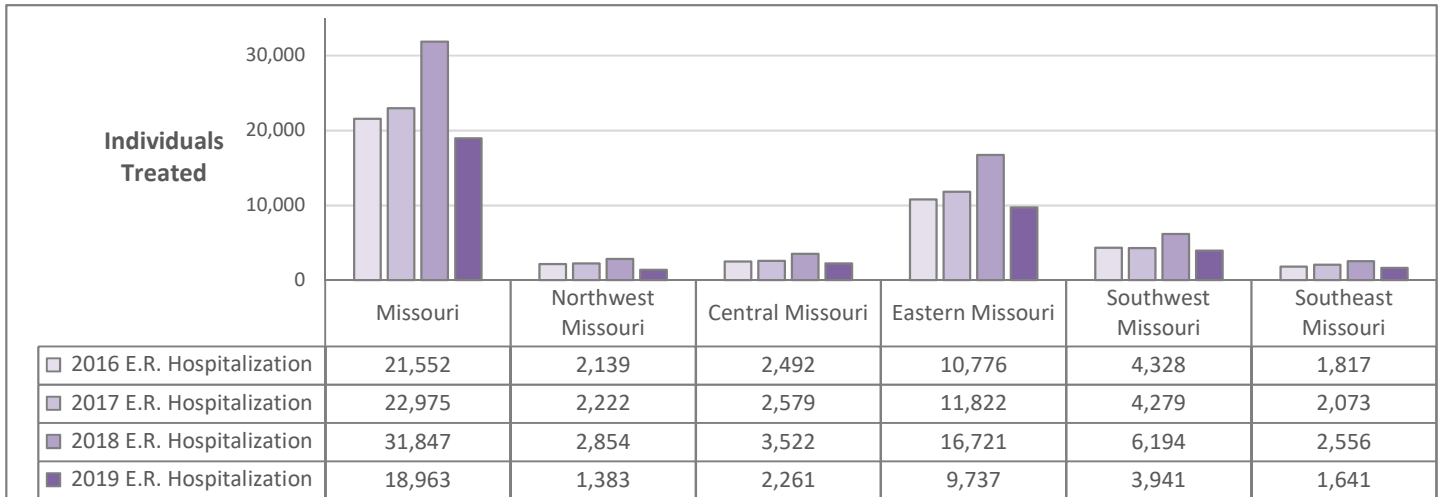 30,000
20,000
10,000
0
Individuals
Treated
Missouri
Northwest
Missouri
Central Missouri
Eastern Missouri
Southwest
Missouri
Southeast
Missouri
2016 E.R. Hospitalization 21,552 2,139 2,492 10,776 4,328 1,817
2017 E.R. Hospitalization 22,975 2,222 2,579 11,822 4,279 2,073
2018 E.R. Hospitalization 31,847 2,854 3,522 16,721 6,194 2,556
2019 E.R. Hospitalization 18,963 1,383 2,261 9,737 3,941 1,641